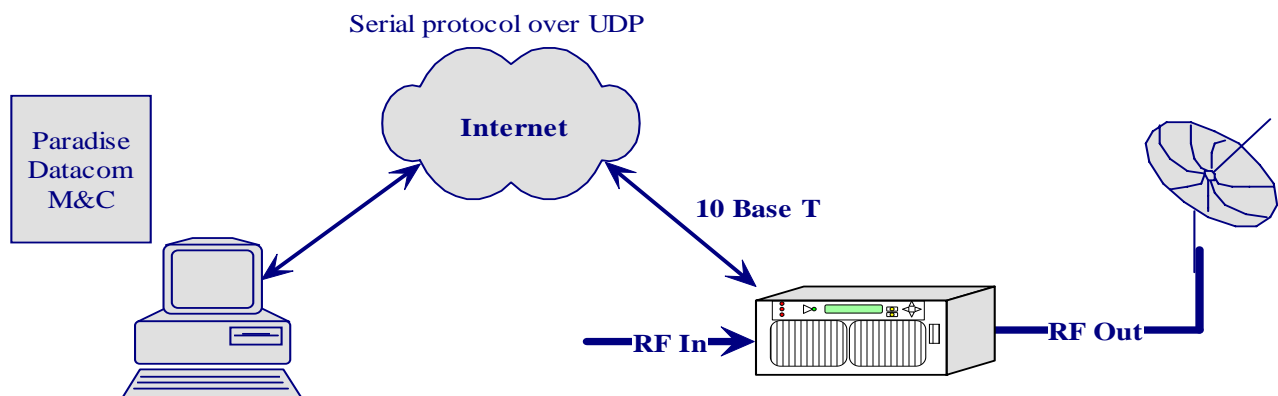 Serial protocol over UDP
Paradise
Datacom
M&C
Internet
10 Base T
RF In
RF Out